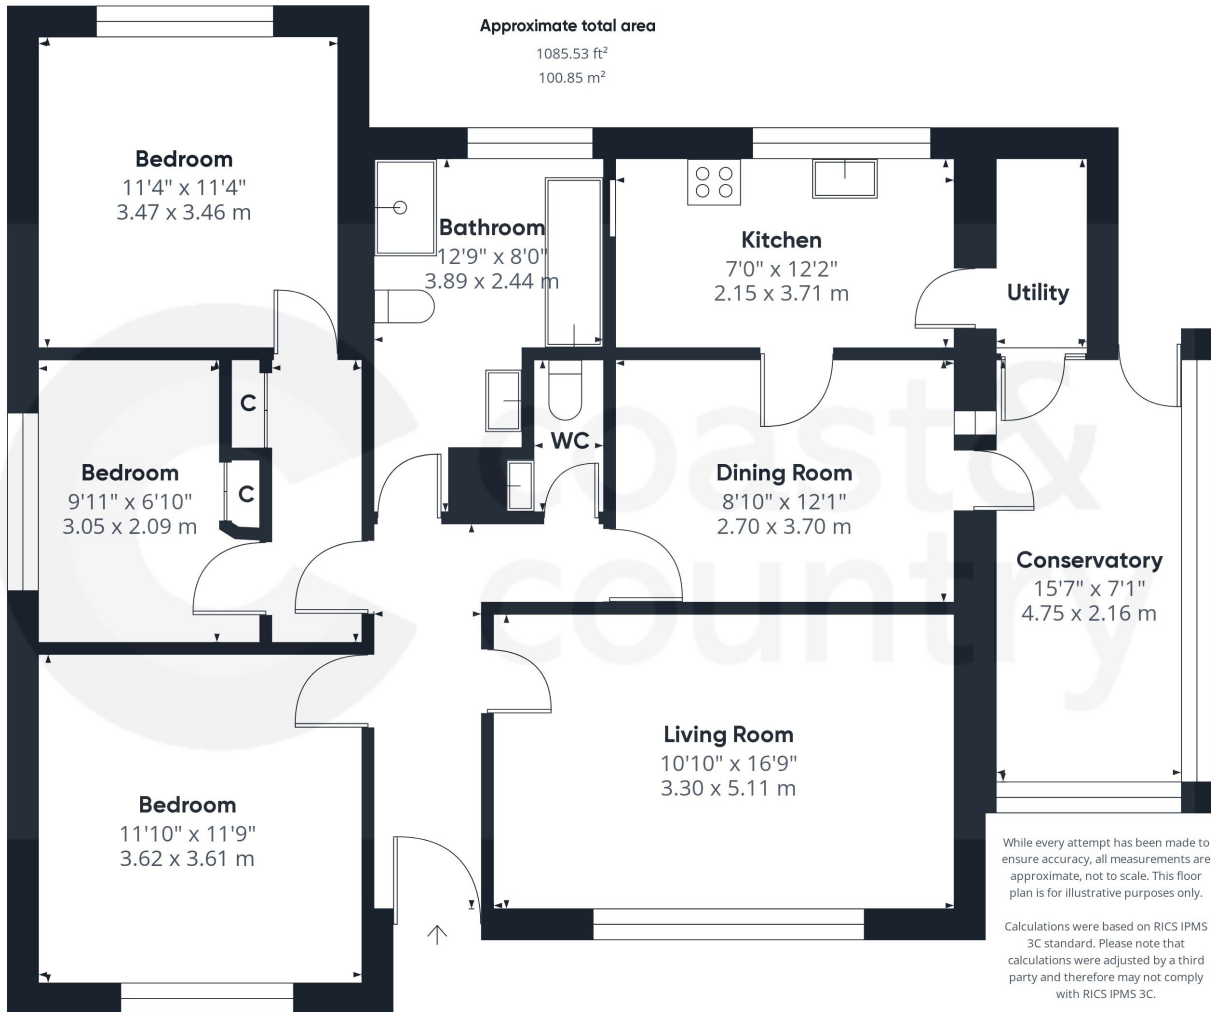 Approximate total area
1085.53 ft²
100.85 m²
Bedroom
11'4" x 11'4"
3.47 x 3.46 m
Bathroom
12'9" x 8'0"
3.89 x 2.44 m
Kitchen
7'0" x 12'2"
2.15 x 3.71 m
Utility
C
C
WC
Bedroom
9'11" x 6'10"
3.05 x 2.09 m
Dining Room
8'10" x 12'1"
2.70 x 3.70 m
Conservatory
15'7" x 7'1"
4.75 x 2.16 m
coast&
country
Living Room
10'10" x 16'9"
3.30 x 5.11 m
Bedroom
11'10" x 11'9"
3.62 x 3.61 m
While every attempt has been made to
ensure accuracy, all measurements are
approximate, not to scale. This floor
plan is for illustrative purposes only.
Calculations were based on RICS IPMS
3C standard. Please note that
calculations were adjusted by a third
party and therefore may not comply
with RICS IPMS 3C.